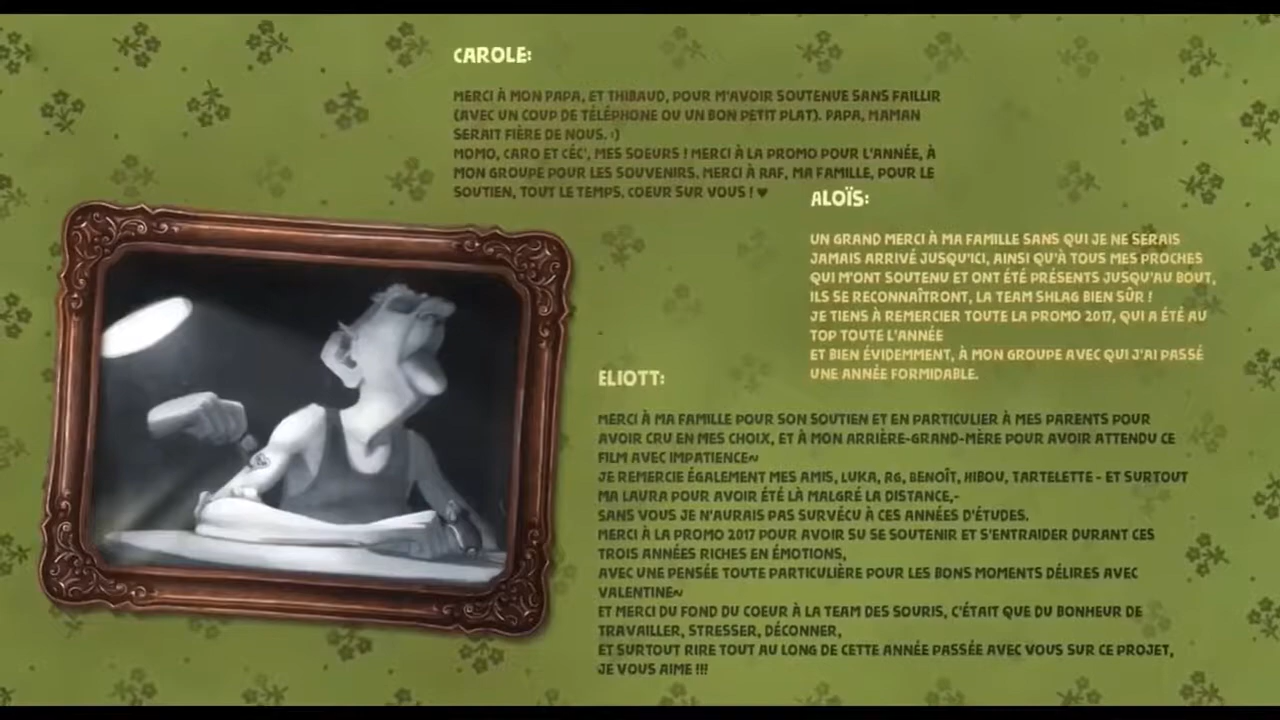 CAROLE:
MERCI À MON PAPA, ET THIBAUD, POUR M'AVOIR SOUTENUE SANS FAILLIR
(AVEC UN COUP DE TÉLÉPHONE OU UN BON PETIT PLAT). PAPA, MAMAN
SERAIT FIÈRE DE NOUS. :)
MOMO, CARO ET CÉC', MES SOEURS ! MERCI À LA PROMO POUR L'ANNÉE, À
MON GROUPE POUR LES SOUVENIRS. MERCI À RAF, MA FAMILLE, POUR LE
SOUTIEN, TOUT LE TEMPS. COEUR SUR VOUS ! ♥
ALOÏS:
UN GRAND MERCI À MA FAMILLE SANS QUI JE NE SERAIS
JAMAIS ARRIVÉ JUSQU'ICI, AINSI QU'À TOUS MES PROCHES
QUI M'ONT SOUTENU ET ONT ÉTÉ PRÉSENTS JUSQU'AU BOUT,
ILS SE RECONNAÎTRONT, LA TEAM SHLAG BIEN SÛR !
JE TIENS À REMERCIER TOUTE LA PROMO 2017, QUI A ÉTÉ AU
TOP TOUTE L'ANNÉE
ET BIEN ÉVIDEMMENT, À MON GROUPE AVEC QUI J'AI PASSÉ
UNE ANNÉE FORMIDABLE.
ELIOTT:
MERCI À MA FAMILLE POUR SON SOUTIEN ET EN PARTICULIER À MES PARENTS POUR
AVOIR CRU EN MES CHOIX, ET À MON ARRIÈRE-GRAND-MÈRE POUR AVOIR ATTENDU CE
FILM AVEC IMPATIENCE~
JE REMERCIE ÉGALEMENT MES AMIS, LUKA, RG, BENOÎT, HIBOU, TARTELETTE - ET SURTOUT
MA LAURA POUR AVOIR ÉTÉ LÀ MALGRÉ LA DISTANCE,-
SANS VOUS JE N'AURAIS PAS SURVÉCU À CES ANNÉES D'ÉTUDES.
MERCI À LA PROMO 2017 POUR AVOIR SU SE SOUTENIR ET S'ENTRAIDER DURANT CES
TROIS ANNÉES RICHES EN ÉMOTIONS,
AVEC UNE PENSÉE TOUTE PARTICULIÈRE POUR LES BONS MOMENTS DÉLIRES AVEC
VALENTINE~
ET MERCI DU FOND DU COEUR À LA TEAM DES SOURIS, C'ÉTAIT QUE DU BONHEUR DE
TRAVAILLER, STRESSER, DÉCONNER,
ET SURTOUT RIRE TOUT AU LONG DE CETTE ANNÉE PASSÉE AVEC VOUS SUR CE PROJET,
JE VOUS AIME !!!